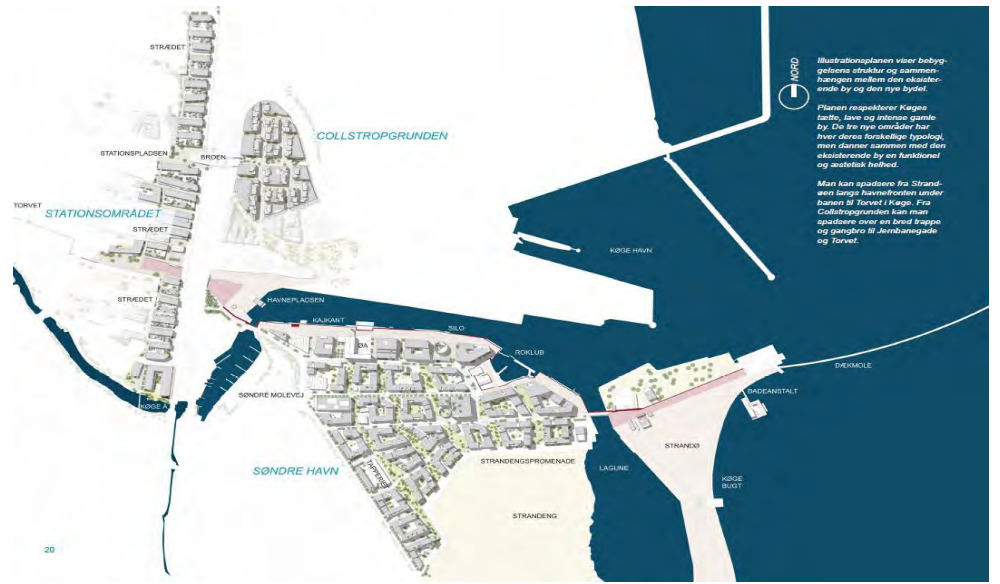 STRÆDET
COLLSTROPGRUNDEN
STATIONSPLADSEN
BROEN
TORVET
STATIONSOMRÅDET
STRÆDET
STRÆDET
HAVNEPLADSEN
KAJKANT
SILO
ØA
ROKLUB
KØGE HAVN
DÆKMOLE
BADEANSTALT
KØGE Å
SØNDRE MOLEVEJ
SØNDRE HAVN
TAPPERIET
STRANDENGSPROMENADE
STRANDENG
LAGUNE
STRANDØ
KØGE
BUGT
NORD
Illustrationsplanen viser bebyg-
gelsens struktur og sammen-
hængen mellem den eksister-
ende by og den nye bydel.
Planen respekterer Køges
tætte, lave og intense gamle
by. De tre nye områder har
hver deres forskellige typologi,
men danner sammen med den
eksisterende by en funktionel
og æstetisk helhed.
Man kan spadsere fra Strand-
øen langs havnefronten under
banen til Torvet i Køge. Fra
Collstropgrunden kan man
spadsere over en bred trappe
og gangbro til Jernbanegade
og Torvet.
20